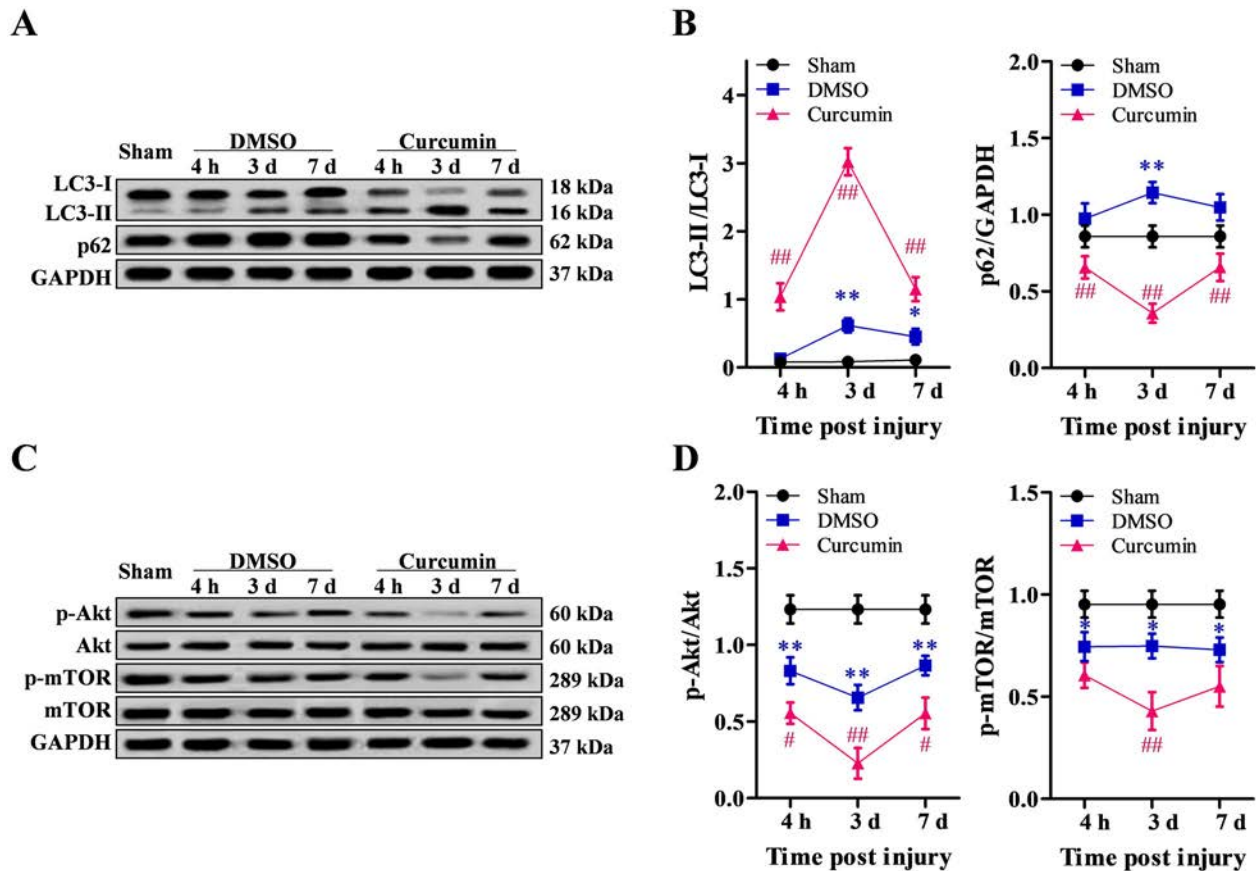 A
DMSO Curcumin
Sham 4 h 3 d 7 d 4 h 3 d 7 d
LC3-I 18 kDa
LC3-II 16 kDa
p62 62 kDa
GAPDH 37 kDa
B
Sham
DMSO
Curcumin
LC3-II/LC3-I
4
3
2
1
0
##
##
##
**
*
4 h 3 d 7 d
Time post injury
Sham
DMSO
Curcumin
p62/GAPDH
2.0
1.5
1.0
0.5
0.0
**
## ## ##
4 h 3 d 7 d
Time post injury
C
DMSO Curcumin
Sham 4 h 3 d 7 d 4 h 3 d 7 d
p-Akt 60 kDa
Akt 60 kDa
p-mTOR 289 kDa
mTOR 289 kDa
GAPDH 37 kDa
D
Sham
DMSO
Curcumin
p-Akt/Akt
2.0
1.5
1.0
0.5
0.0
** ** **
# ## #
4 h 3 d 7 d
Time post injury
Sham
DMSO
Curcumin
p-mTOR/mTOR
1.5
1.0
0.5
0.0
* * *
##
4 h 3 d 7 d
Time post injury